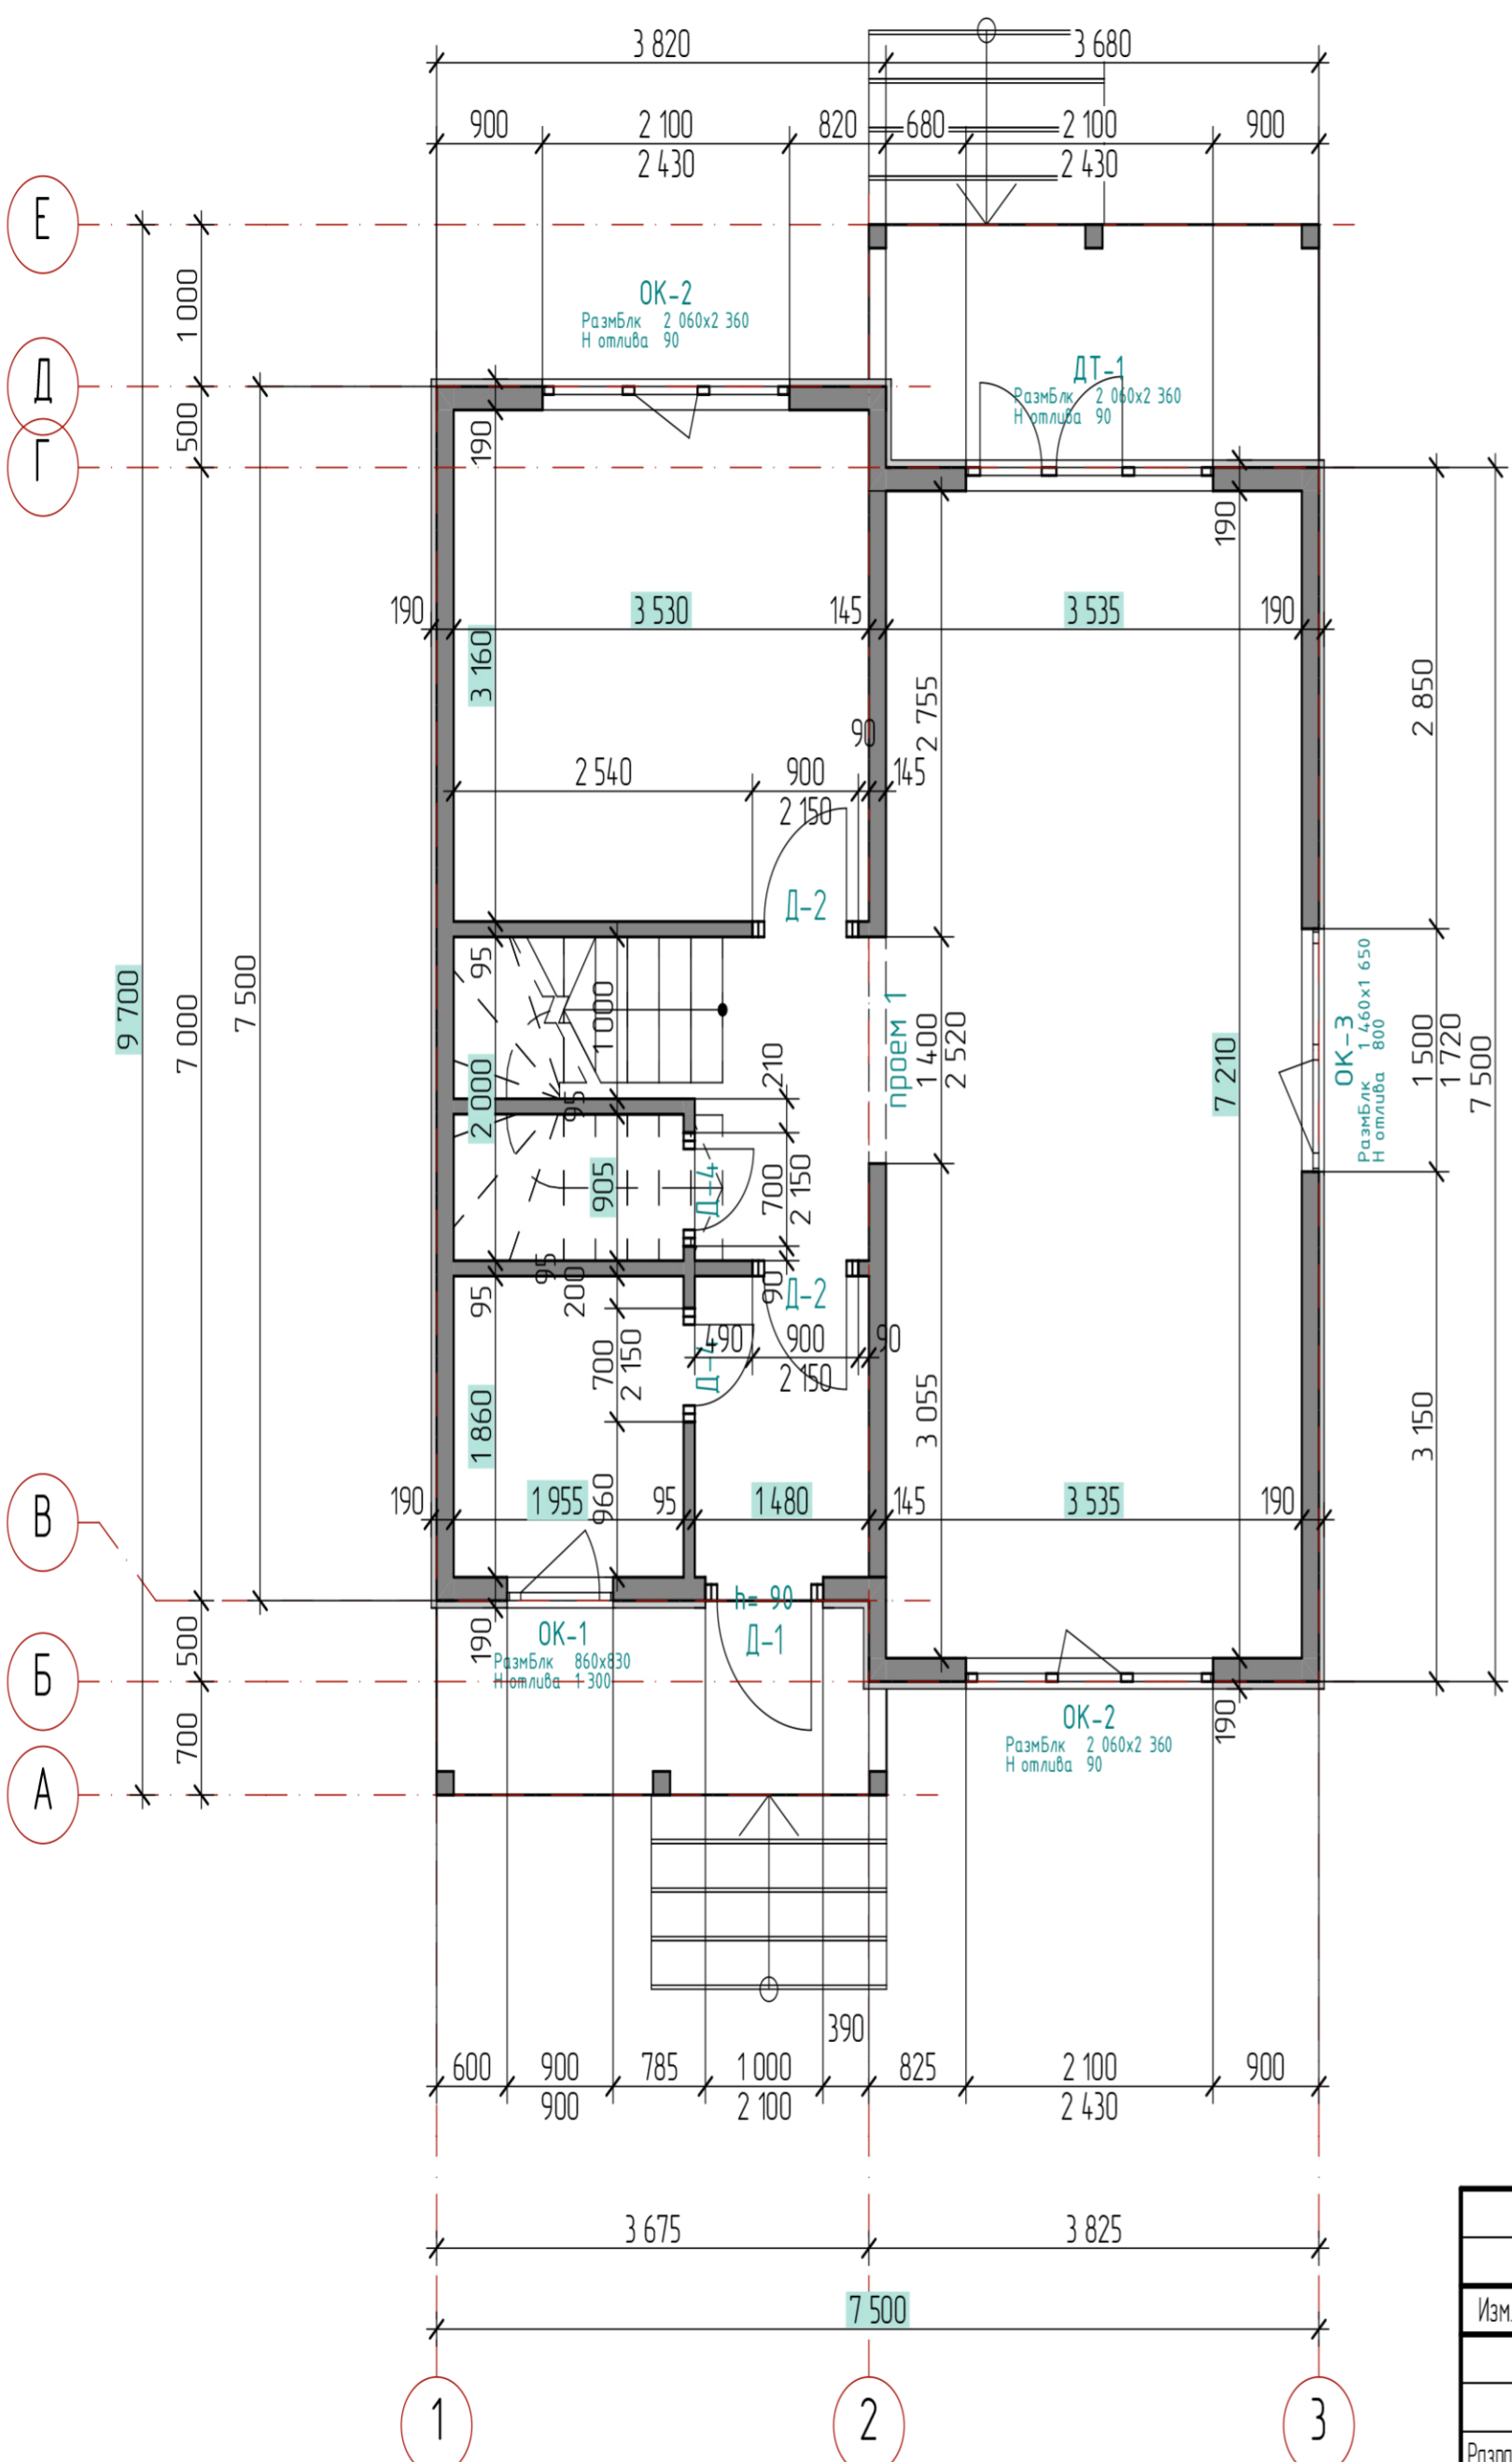 3 820
3 680
900
2 100
820
680
2 100
900
2 430
2 430
Е
1 000
ОК-2
РазмБлк 2 060х2 360
Н отлива 90
Д
ДТ-1
РазмБлк 2 060х2 360
Н отлива 90
500
190
Г
190
190
3 530
145
3 535
190
3 160
2 755
2 850
90
2 540
900
145
2 150
Д-2
9 700
7 000
7 500
95
1 000
проем 1
1 400
2 520
ОК-3
РазмБлк 1 460х1 650
Н отлива 800
1 500
1 720
7 500
2 000
95
210
7 210
905
Д-4
700
2 150
95
95
200
90
Д-2
490
900
90
2 150
700
2 150
Д-4
1 860
3 055
3 150
190
1 955
960
95
1 480
145
3 535
190
В
h= 90
500
190
ОК-1
РазмБлк 860х830
Н отлива 1 300
Д-1
Б
700
ОК-2
РазмБлк 2 060х2 360
Н отлива 90
190
А
390
600
900
785
1 000
825
2 100
900
900
2 100
2 430
3 675
3 825
7 500
Изм.
1
2
3